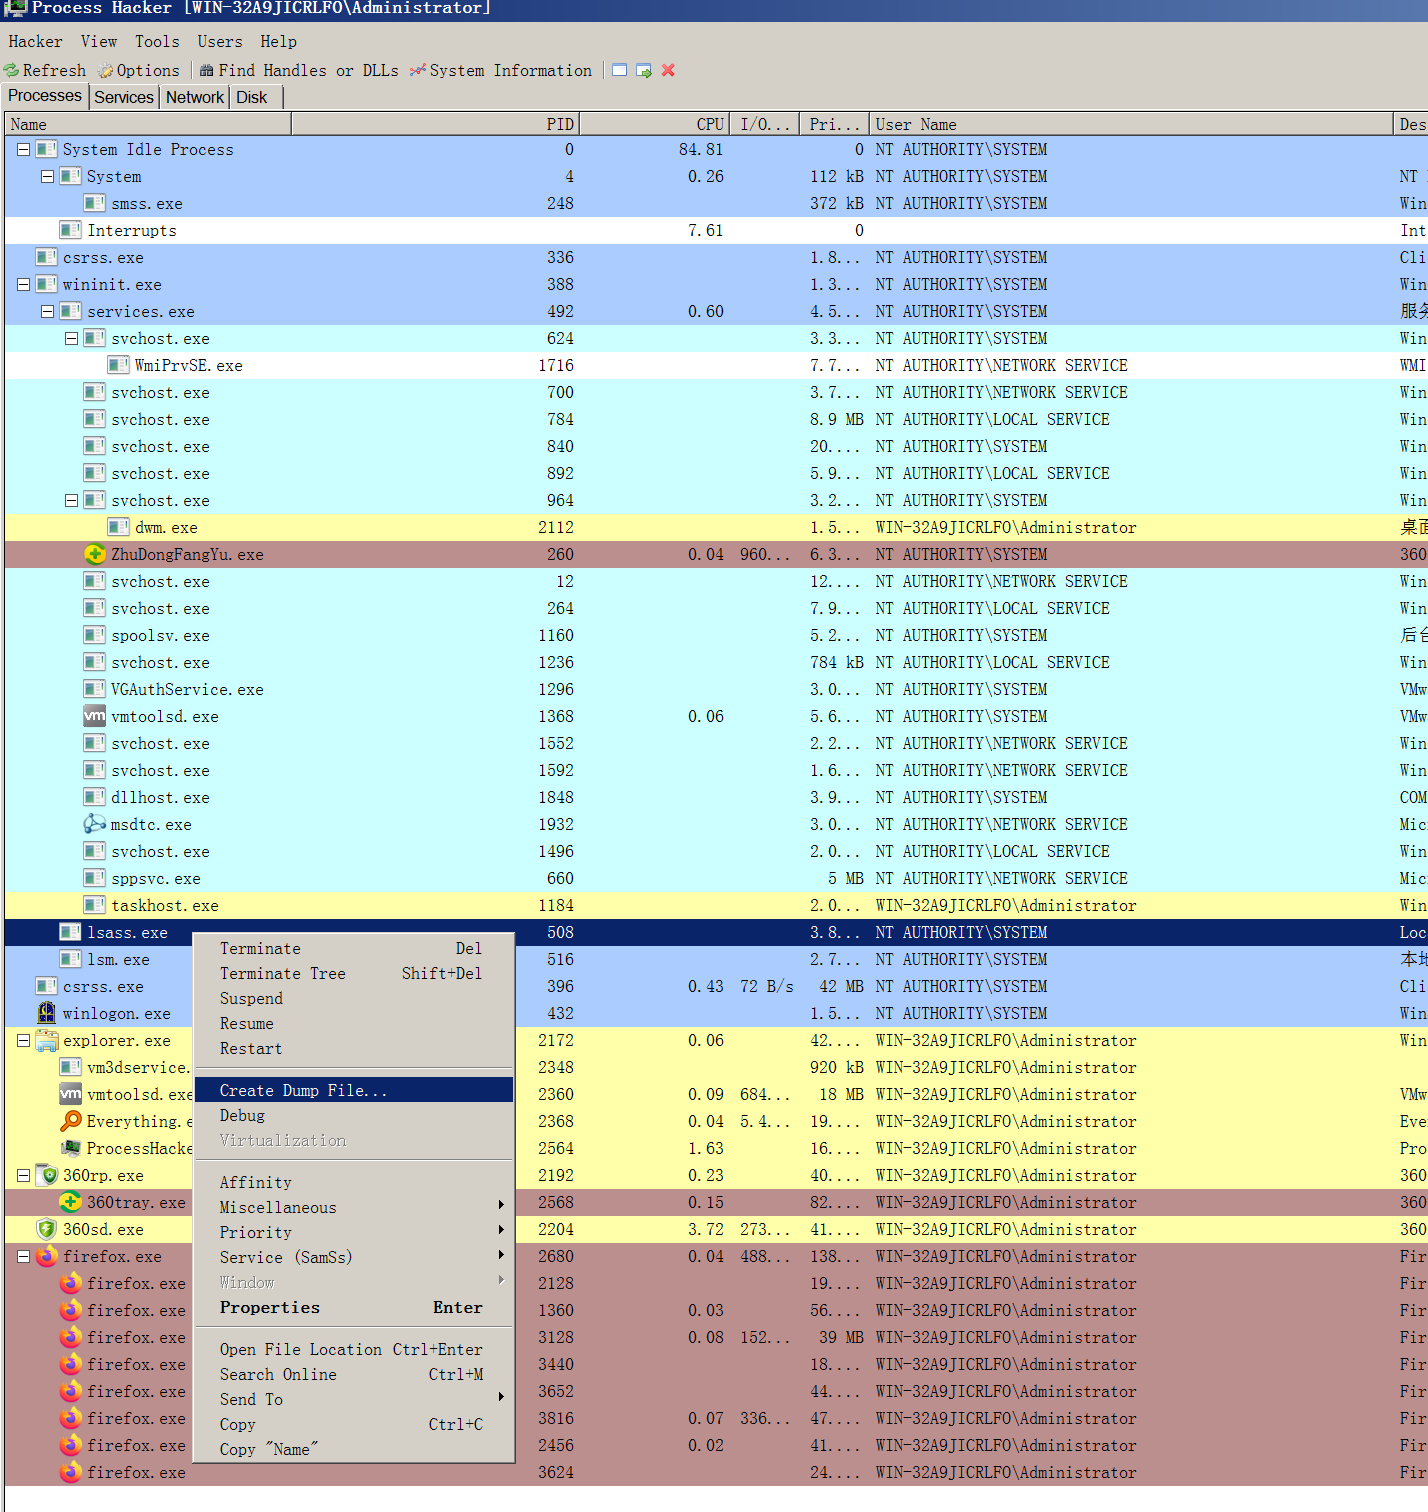 Process Hacker [WIN-32A9JICRLFO\Administrator]
Hacker View Tools Users Help
Refresh Options Find Handles or DLLs System Information
Processes Services Network Disk
Name PID CPU I/O... Pri... User Name Des
System Idle Process 0 84.81 0 NT AUTHORITY\SYSTEM
System 4 0.26 112 kB NT AUTHORITY\SYSTEM NT
smss.exe 248 372 kB NT AUTHORITY\SYSTEM Win
Interrupts 7.61 0 Int
csrss.exe 336 1.8... NT AUTHORITY\SYSTEM Cli
wininit.exe 388 1.3... NT AUTHORITY\SYSTEM Win
services.exe 492 0.60 4.5... NT AUTHORITY\SYSTEM 服务
svchost.exe 624 3.3... NT AUTHORITY\SYSTEM Win
WmiPrvSE.exe 1716 7.7... NT AUTHORITY\NETWORK SERVICE WMI
svchost.exe 700 3.7... NT AUTHORITY\NETWORK SERVICE Win
svchost.exe 784 8.9 MB NT AUTHORITY\LOCAL SERVICE Win
svchost.exe 840 20.... NT AUTHORITY\SYSTEM Win
svchost.exe 892 5.9... NT AUTHORITY\LOCAL SERVICE Win
svchost.exe 964 3.2... NT AUTHORITY\SYSTEM Win
dwm.exe 2112 1.5... WIN-32A9JICRLFO\Administrator 桌面
ZhuDongFangYu.exe 260 0.04 960... 6.3... NT AUTHORITY\SYSTEM 360
svchost.exe 12 12.... NT AUTHORITY\NETWORK SERVICE Win
svchost.exe 264 7.9... NT AUTHORITY\LOCAL SERVICE Win
spoolsv.exe 1160 5.2... NT AUTHORITY\SYSTEM 后台
svchost.exe 1236 784 kB NT AUTHORITY\LOCAL SERVICE Win
VGAuthService.exe 1296 3.0... NT AUTHORITY\SYSTEM VMw
vm vmtoolsd.exe 1368 0.06 5.6... NT AUTHORITY\SYSTEM VMw
svchost.exe 1552 2.2... NT AUTHORITY\NETWORK SERVICE Win
svchost.exe 1592 1.6... NT AUTHORITY\NETWORK SERVICE Win
dllhost.exe 1848 3.9... NT AUTHORITY\SYSTEM COM
msdtc.exe 1932 3.0... NT AUTHORITY\NETWORK SERVICE Mic
svchost.exe 1496 2.0... NT AUTHORITY\LOCAL SERVICE Win
sppsvc.exe 660 5 MB NT AUTHORITY\NETWORK SERVICE Mic
taskhost.exe 1184 2.0... WIN-32A9JICRLFO\Administrator Win
lsass.exe 508 3.8... NT AUTHORITY\SYSTEM Loc
lsm.exe 516 2.7... NT AUTHORITY\SYSTEM 本地
csrss.exe 396 0.43 72 B/s 42 MB NT AUTHORITY\SYSTEM Cli
winlogon.exe 432 1.5... NT AUTHORITY\SYSTEM Win
explorer.exe 2172 0.06 42.... WIN-32A9JICRLFO\Administrator Win
vm3dservice. 2348 920 kB WIN-32A9JICRLFO\Administrator
vm vmtoolsd.exe 2360 0.09 684... 18 MB WIN-32A9JICRLFO\Administrator VMw
Everything.e 2368 0.04 5.4... 19.... WIN-32A9JICRLFO\Administrator Eve
ProcessHacke 2564 1.63 16.... WIN-32A9JICRLFO\Administrator Pro
360rp.exe 2192 0.23 40.... WIN-32A9JICRLFO\Administrator 360
360tray.exe 2568 0.15 82.... WIN-32A9JICRLFO\Administrator 360
360sd.exe 2204 3.72 273... 41.... WIN-32A9JICRLFO\Administrator 360
firefox.exe 2680 0.04 488... 138... WIN-32A9JICRLFO\Administrator Fir
firefox.exe 2128 19.... WIN-32A9JICRLFO\Administrator Fir
firefox.exe 1360 0.03 56.... WIN-32A9JICRLFO\Administrator Fir
firefox.exe 3128 0.08 152... 39 MB WIN-32A9JICRLFO\Administrator Fir
firefox.exe 3440 18.... WIN-32A9JICRLFO\Administrator Fir
firefox.exe 3652 44.... WIN-32A9JICRLFO\Administrator Fir
firefox.exe 3816 0.07 336... 47.... WIN-32A9JICRLFO\Administrator Fir
firefox.exe 2456 0.02 41.... WIN-32A9JICRLFO\Administrator Fir
firefox.exe 3624 24.... WIN-32A9JICRLFO\Administrator Fir
Terminate Del
Terminate Tree Shift+Del
Suspend
Resume
Restart
Create Dump File...
Debug
Virtualization
Affinity
Miscellaneous
Priority
Service (SamSs)
Window
Properties Enter
Open File Location Ctrl+Enter
Search Online Ctrl+M
Send To
Copy Ctrl+C
Copy "Name"